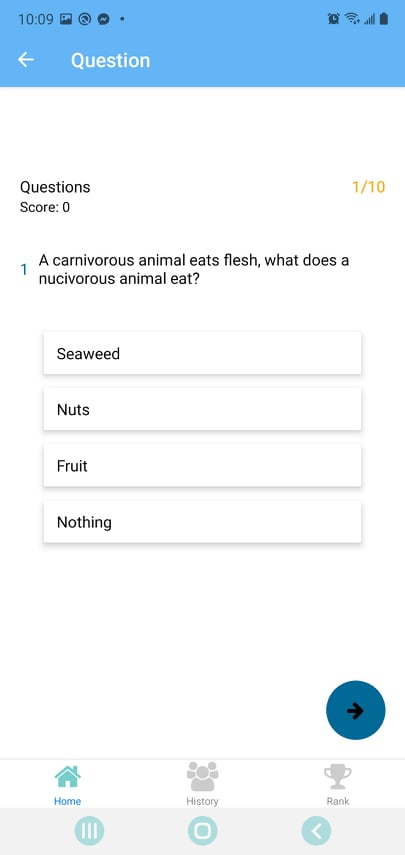 10:09
Question
Questions
1/10
Score: 0
1 A carnivorous animal eats flesh, what does a
nucivorous animal eat?
Seaweed
Nuts
Fruit
Nothing
Home
History
Rank